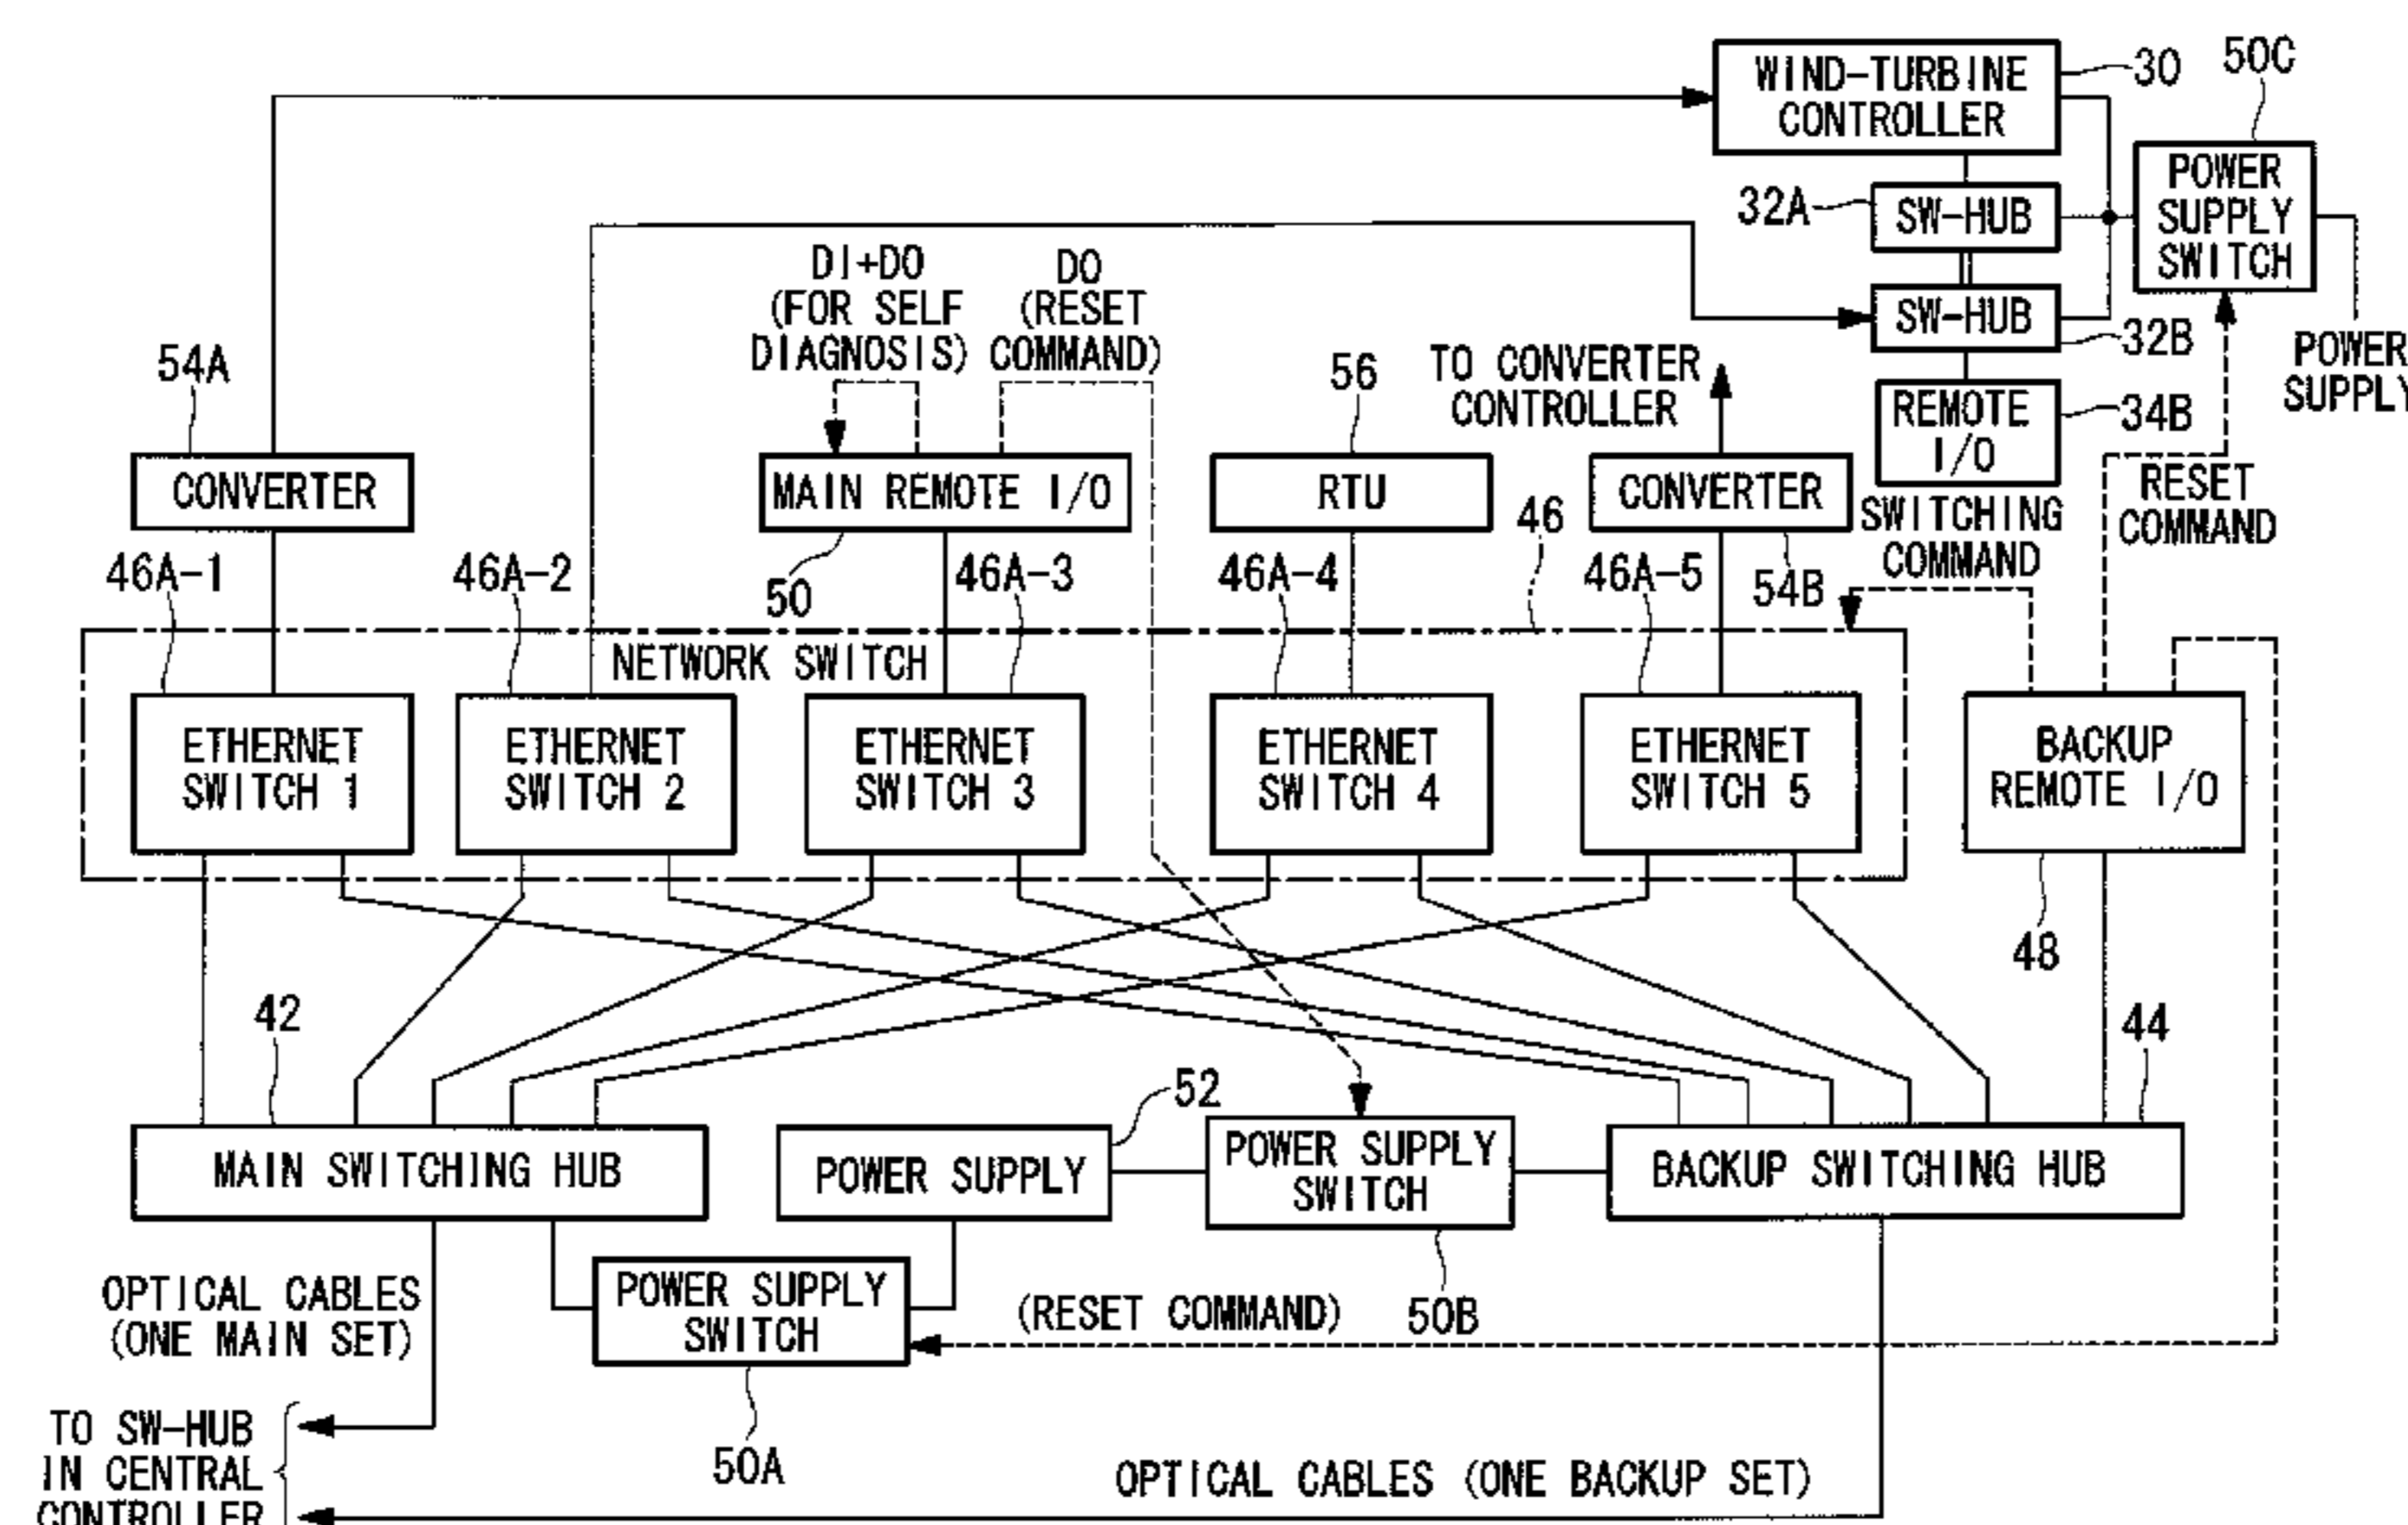 WIND-TURBINE
CONTROLLER
30
50C
POWER
SUPPLY
SWITCH
32A
SW-HUB
SW-HUB
32B
POWER
SUPPLY
DI+DO
(FOR SELF
DIAGNOSIS)
DO
(RESET
COMMAND)
54A
56
TO CONVERTER
CONTROLLER
REMOTE
I/O
34B
CONVERTER
MAIN REMOTE I/O
RTU
CONVERTER
46
SWITCHING
COMMAND
RESET
COMMAND
46A-1
46A-2
50
46A-3
46A-4
46A-5
54B
NETWORK SWITCH
ETHERNET
SWITCH 1
ETHERNET
SWITCH 2
ETHERNET
SWITCH 3
ETHERNET
SWITCH 4
ETHERNET
SWITCH 5
BACKUP
REMOTE I/O
48
42
44
52
MAIN SWITCHING HUB
POWER SUPPLY
POWER SUPPLY
SWITCH
BACKUP SWITCHING HUB
OPTICAL CABLES
(ONE MAIN SET)
POWER SUPPLY
SWITCH
(RESET COMMAND)
50B
50A
TO SW-HUB
IN CENTRAL
CONTROLLER
OPTICAL CABLES (ONE BACKUP SET)